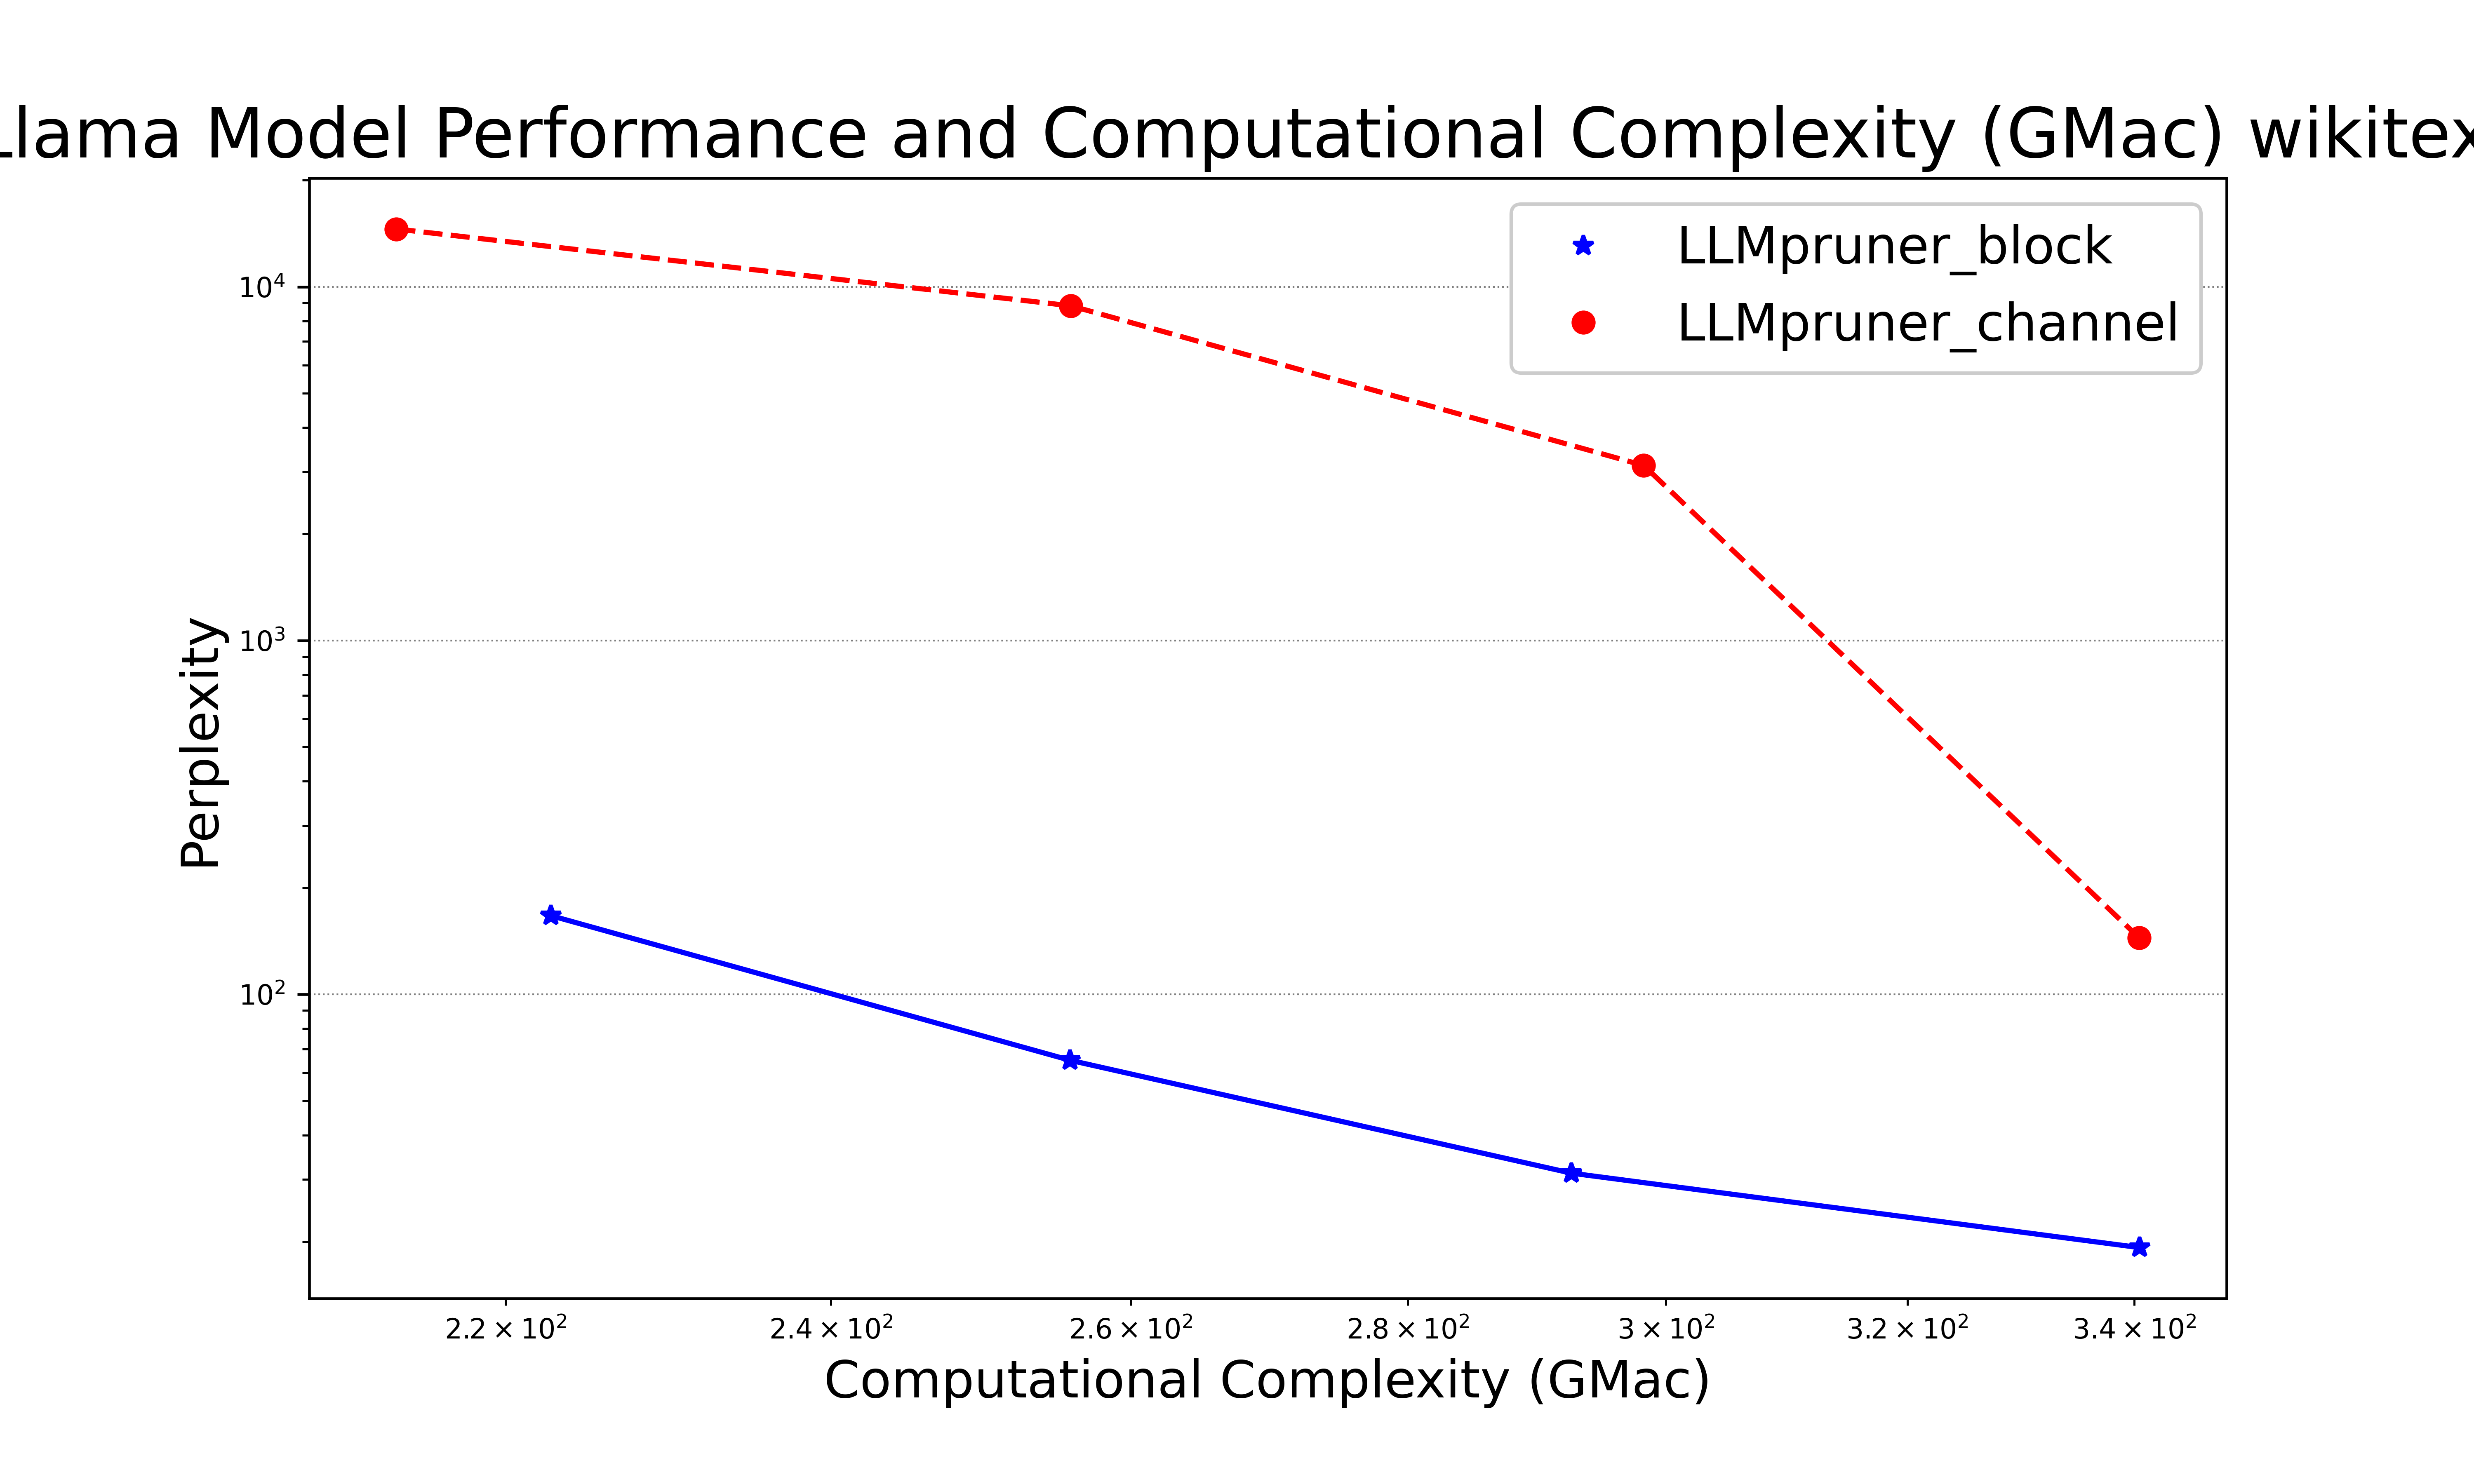 Llama Model Performance and Computational Complexity (GMac) wikitex
LLMpruner_block
LLMpruner_channel
Perplexity
10⁴
10³
10²
2.2 × 10²
2.4 × 10²
2.6 × 10²
2.8 × 10²
3 × 10²
3.2 × 10²
3.4 × 10²
Computational Complexity (GMac)